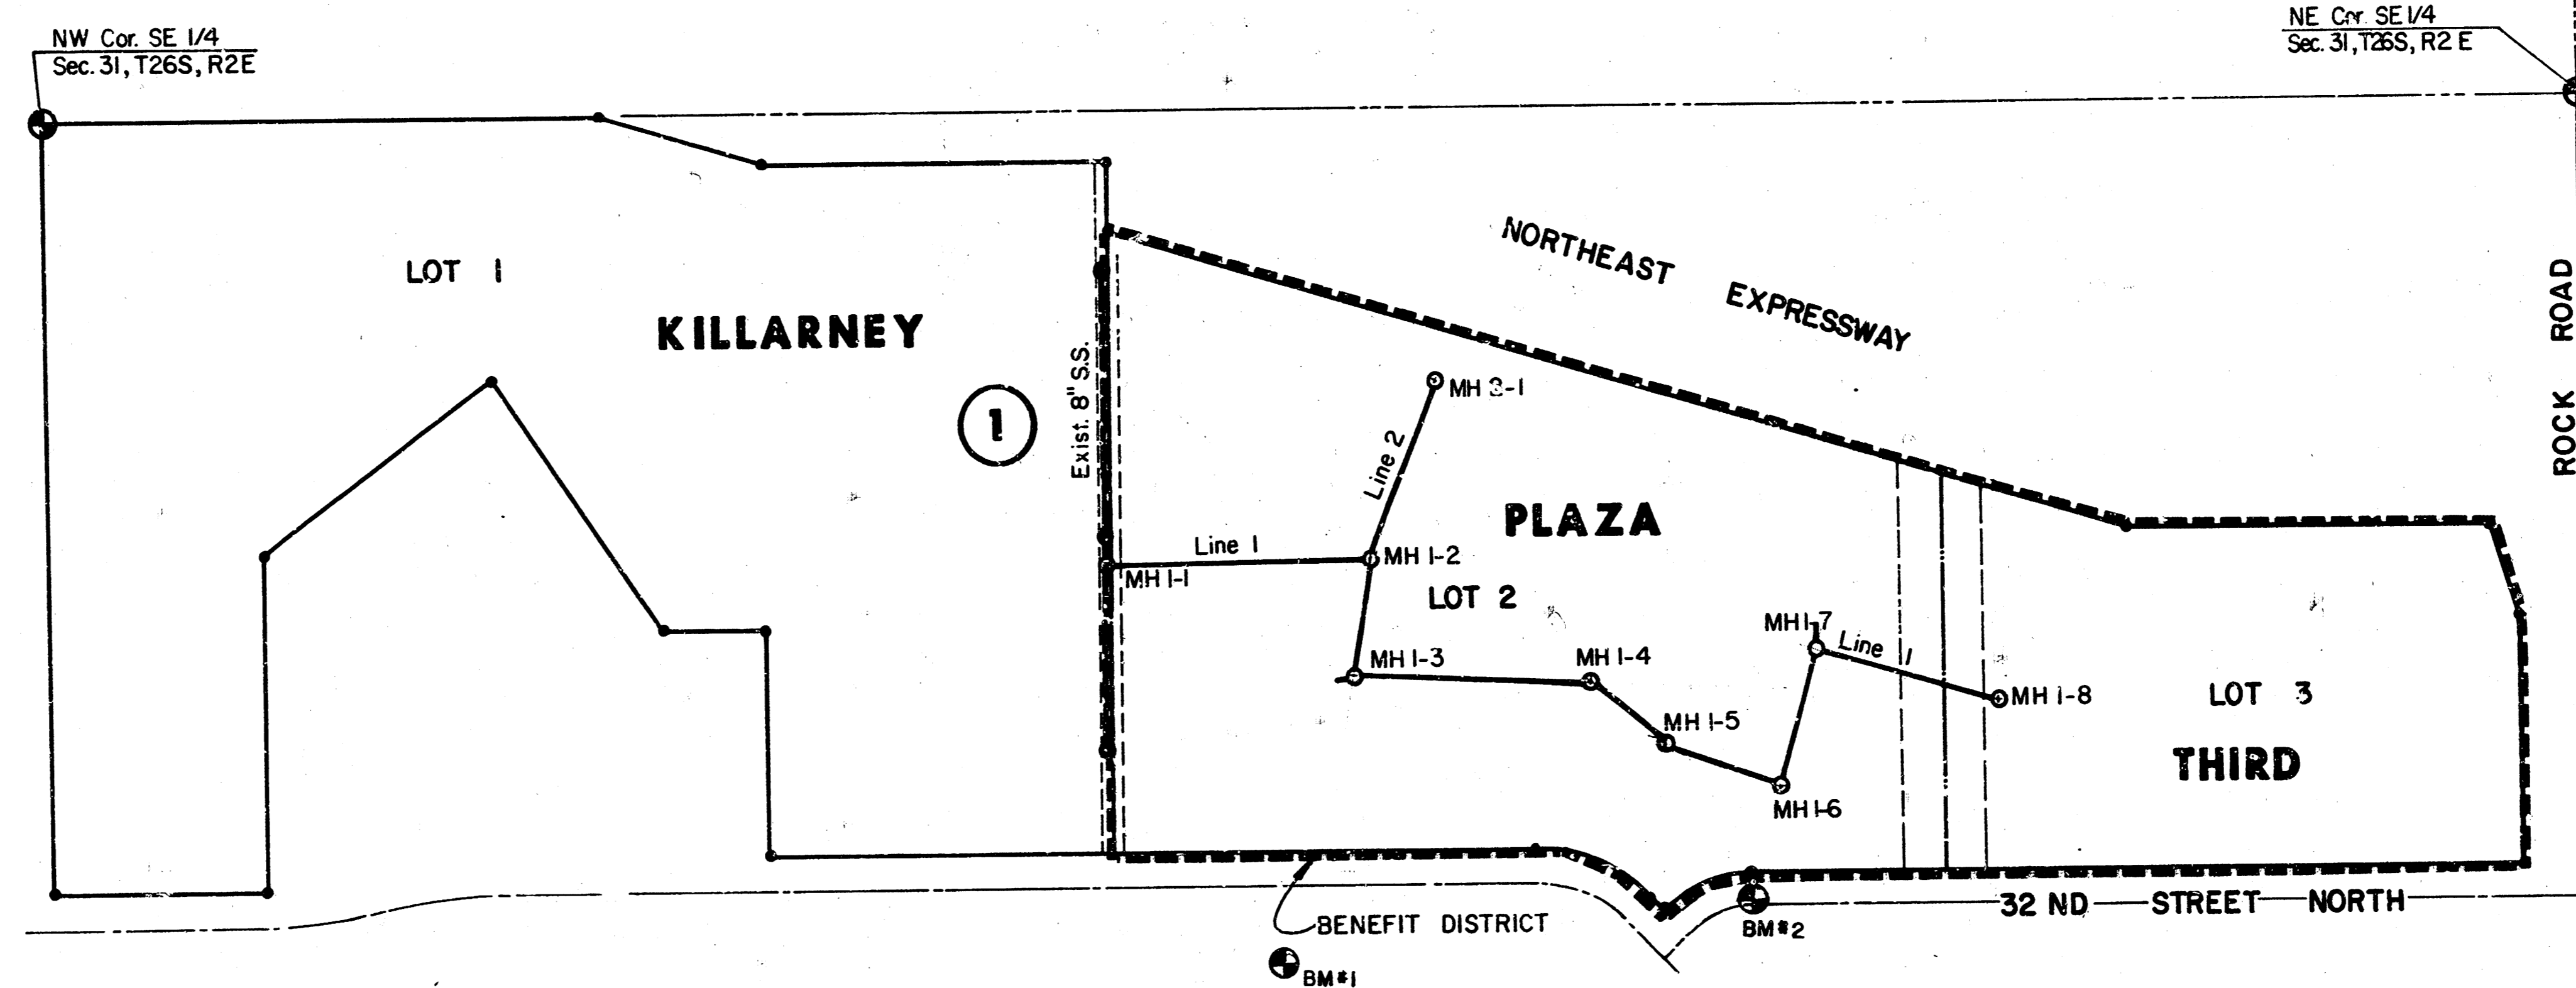 NW Cor. SE 1/4
Sec. 31, T26S, R2E
NE Cor. SE 1/4
Sec. 31, T26S, R2 E
LOT 1
KILLARNEY
1
Exist. 8" S.S.
NORTHEAST EXPRESSWAY
ROCK ROAD
MH 2-1
Line 2
PLAZA
Line 1
MH 1-1
MH 1-2
LOT 2
MH 1-3
MH 1-4
MH 1-5
MH 1-6
MH 1-7
Line 1
MH 1-8
LOT 3
THIRD
BENEFIT DISTRICT
32 ND STREET NORTH
BM#2
BM#1